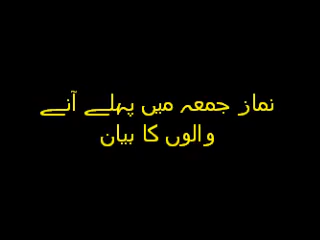 نماز جمعہ میں پہلے آنے
والوں کا بیان